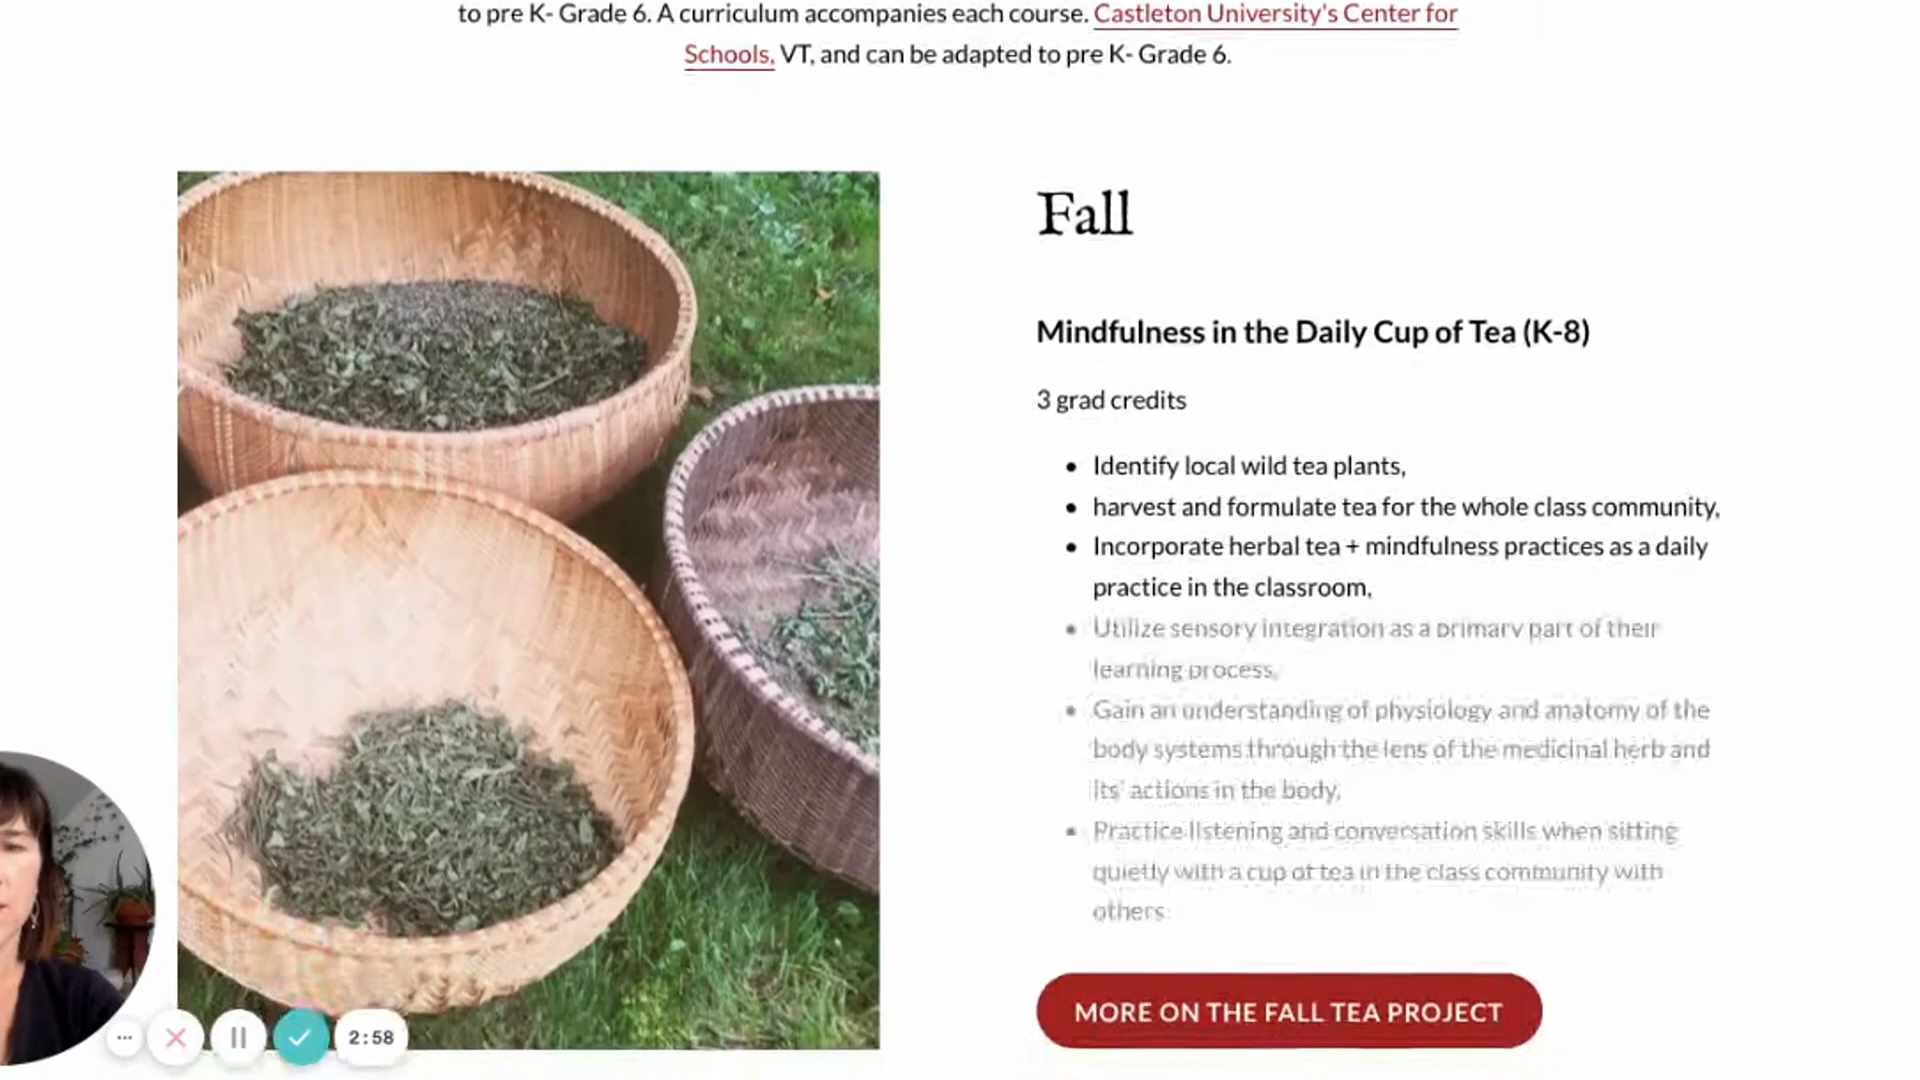 to pre K- Grade 6. A curriculum accompanies each course. Castleton University's Center for
Schools, VT, and can be adapted to pre K- Grade 6.
Fall
Mindfulness in the Daily Cup of Tea (K-8)
3 grad credits
• Identify local wild tea plants,
• harvest and formulate tea for the whole class community,
• Incorporate herbal tea + mindfulness practices as a daily
practice in the classroom,
• Utilize sensory integration as a primary part of their
learning process,
• Gain an understanding of physiology and anatomy of the
body systems through the lens of the medicinal herb and
its' actions in the body,
• Practice listening and conversation skills when sitting
quietly with a cup of tea in the class community with
others
MORE ON THE FALL TEA PROJECT
2:58